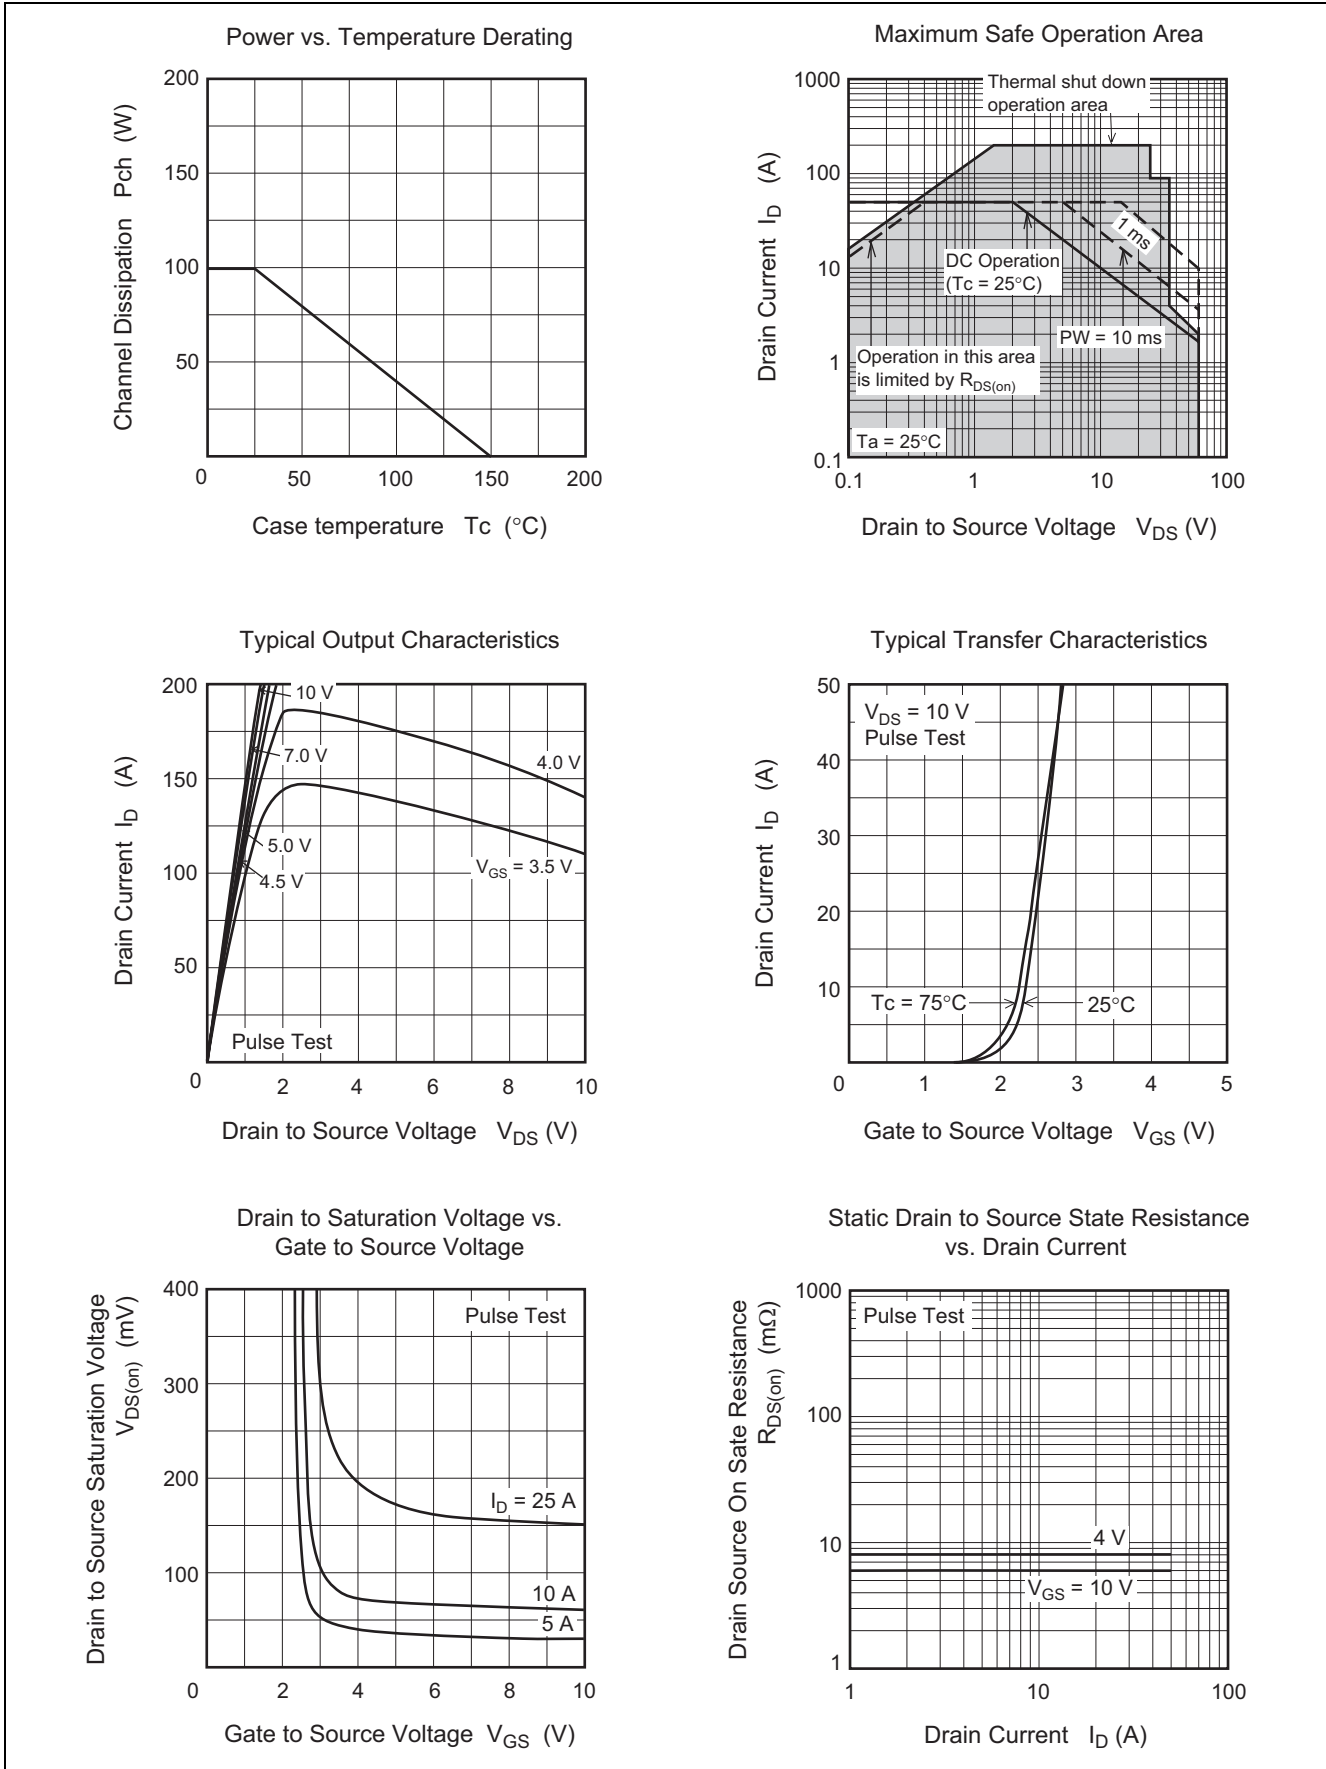 Power vs. Temperature Derating
200
150
100
50
0
50
100
150
200
Channel Dissipation Pch (W)
Case temperature Tc (°C)
Maximum Safe Operation Area
1000
100
10
1
0.1
0.1
1
10
100
Drain Current ID (A)
Thermal shut down
operation area
1 ms
DC Operation
(Tc = 25°C)
PW = 10 ms
Operation in this area
is limited by RDS(on)
Ta = 25°C
Drain to Source Voltage VDS (V)
Typical Output Characteristics
200
150
100
50
0
2
4
6
8
10
Drain Current ID (A)
10 V
7.0 V
5.0 V
4.5 V
4.0 V
VGS = 3.5 V
Pulse Test
Drain to Source Voltage VDS (V)
Typical Transfer Characteristics
50
40
30
20
10
0
1
2
3
4
5
Drain Current ID (A)
VDS = 10 V
Pulse Test
Tc = 75°C
25°C
Gate to Source Voltage VGS (V)
Drain to Saturation Voltage vs.
Gate to Source Voltage
400
300
200
100
0
2
4
6
8
10
Drain to Source Saturation Voltage
VDS(on) (mV)
Pulse Test
ID = 25 A
10 A
5 A
Gate to Source Voltage VGS (V)
Static Drain to Source State Resistance
vs. Drain Current
1000
100
10
1
1
10
100
Drain Source On Sate Resistance
RDS(on) (mΩ)
Pulse Test
4 V
VGS = 10 V
Drain Current ID (A)